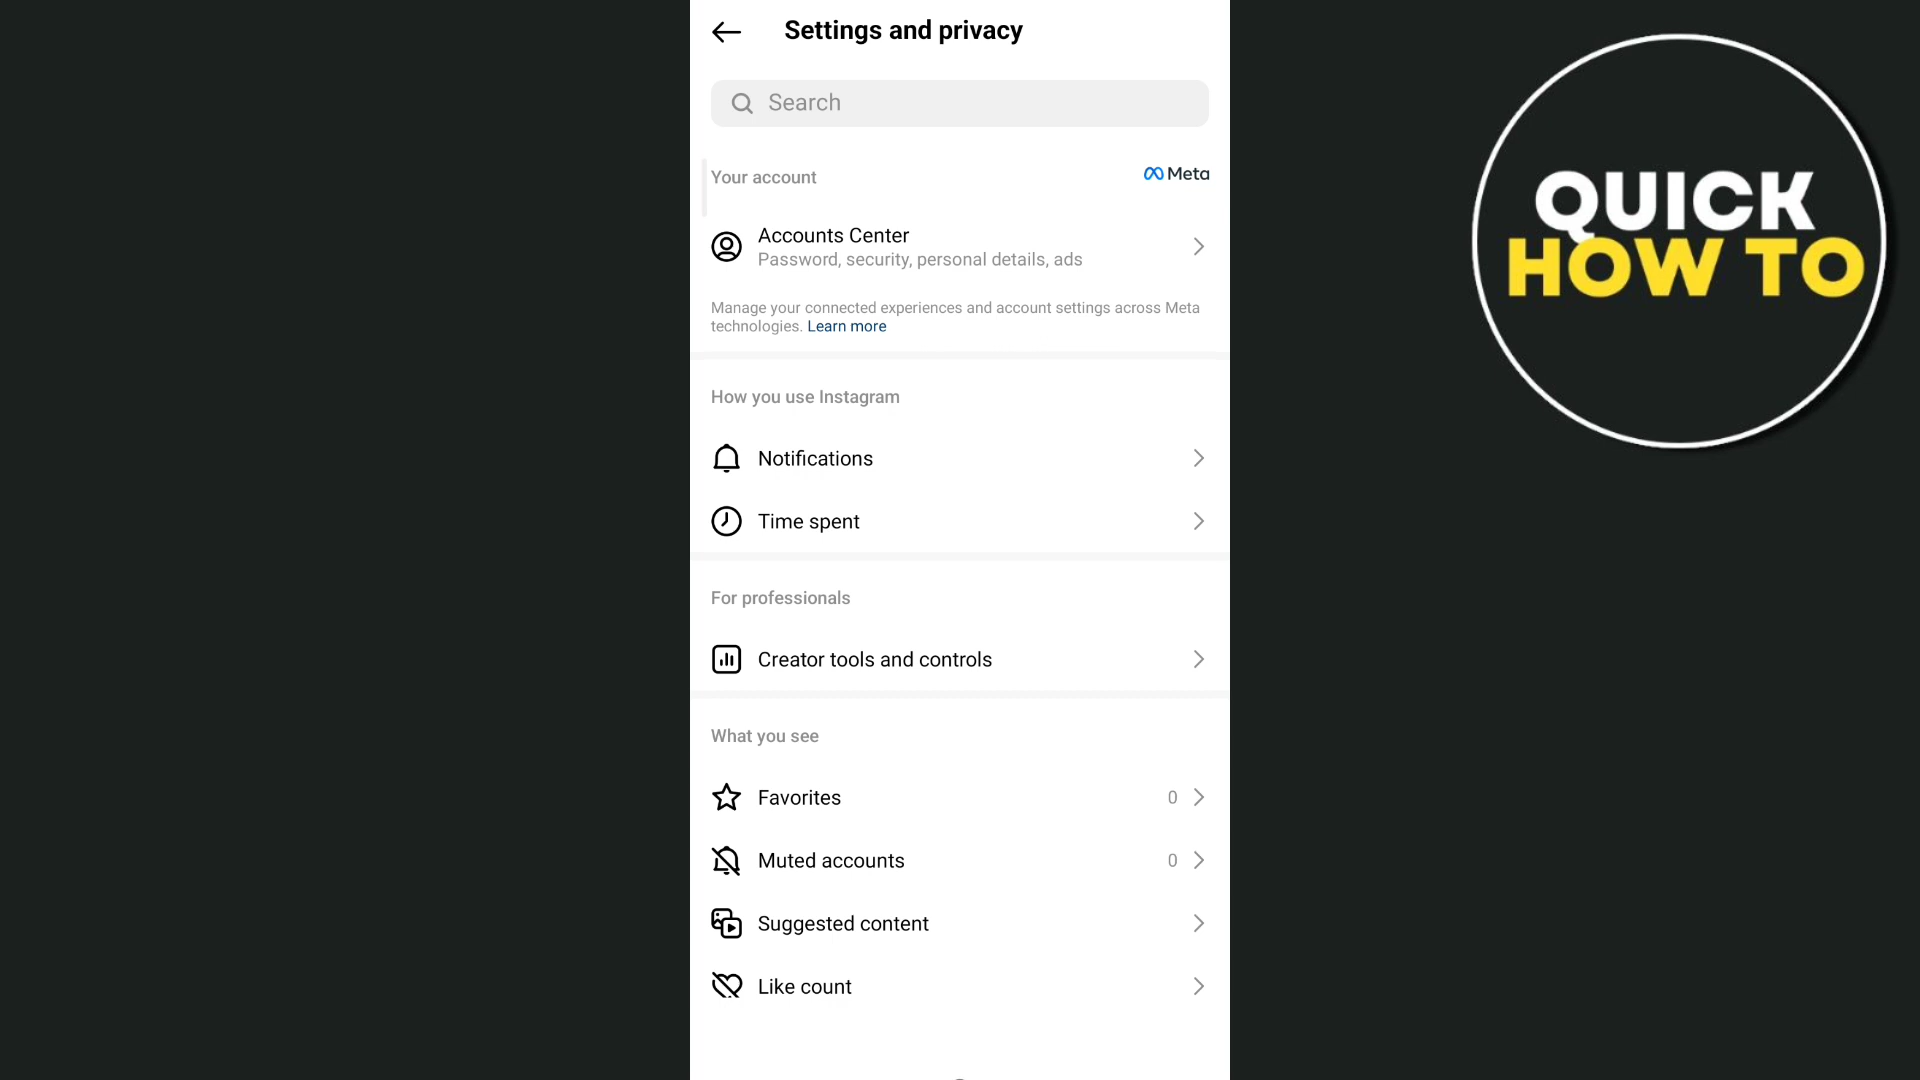 Settings and privacy
Search
Your account
Meta
Accounts Center
Password, security, personal details, ads
Manage your connected experiences and account settings across Meta
technologies. Learn more
How you use Instagram
Notifications
Time spent
For professionals
Creator tools and controls
What you see
Favorites 0
Muted accounts 0
Suggested content
Like count
QUICK
HOW TO